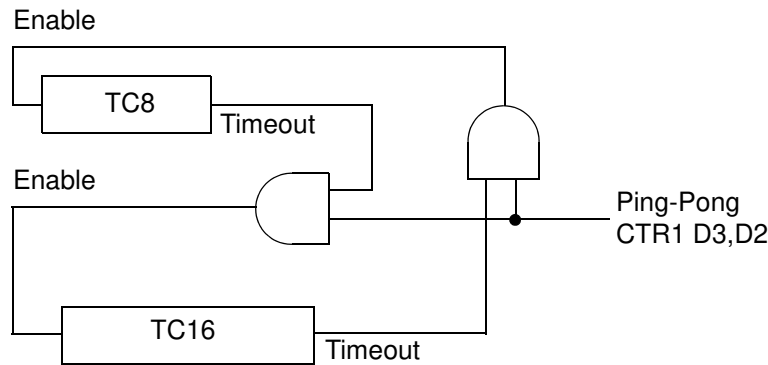 Enable
TC8
Timeout
Enable
Ping-Pong
CTR1 D3,D2
TC16
Timeout